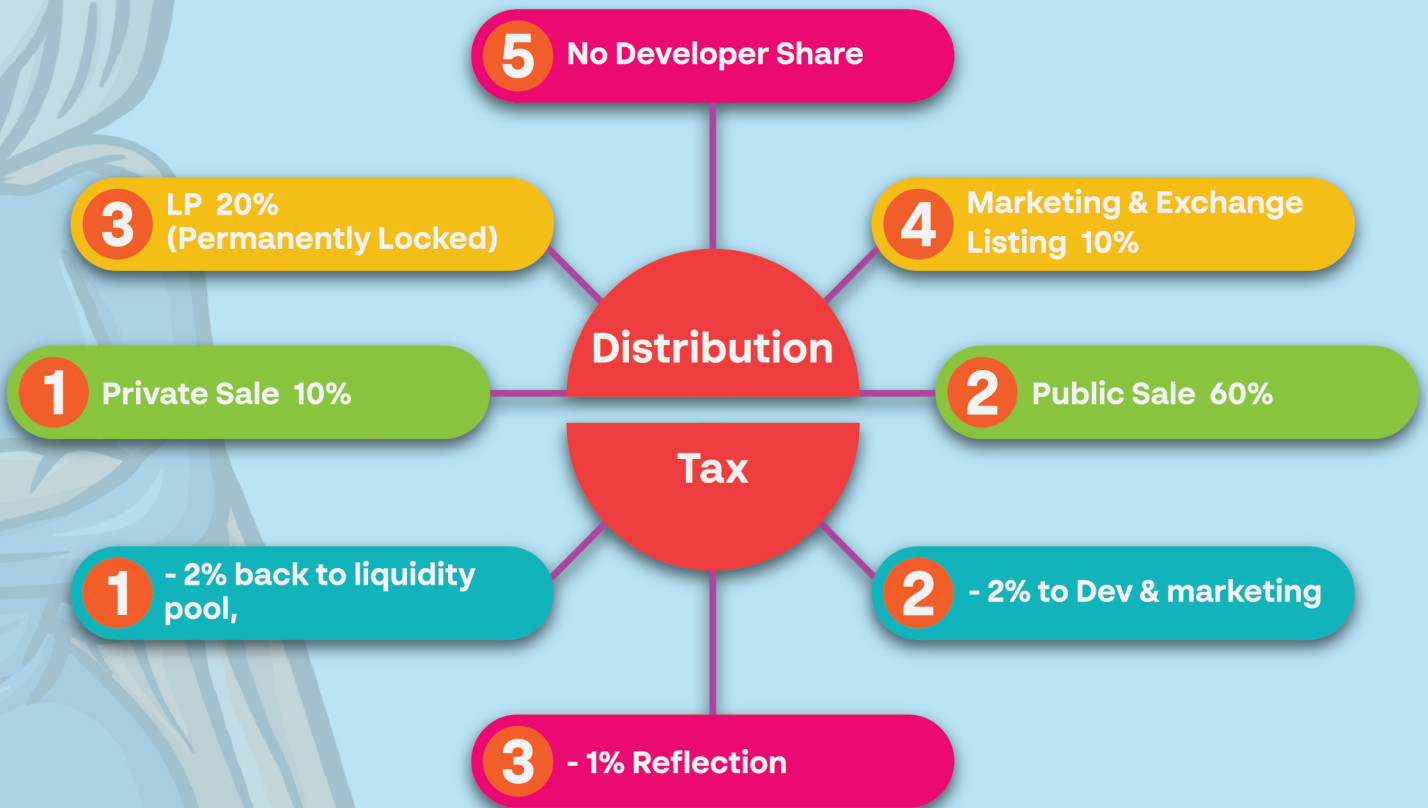 5 No Developer Share
3 LP 20%
(Permanently Locked)
4 Marketing & Exchange
Listing 10%
Distribution
1 Private Sale 10%
2 Public Sale 60%
Tax
1 - 2% back to liquidity
pool,
2 - 2% to Dev & marketing
3 - 1% Reflection